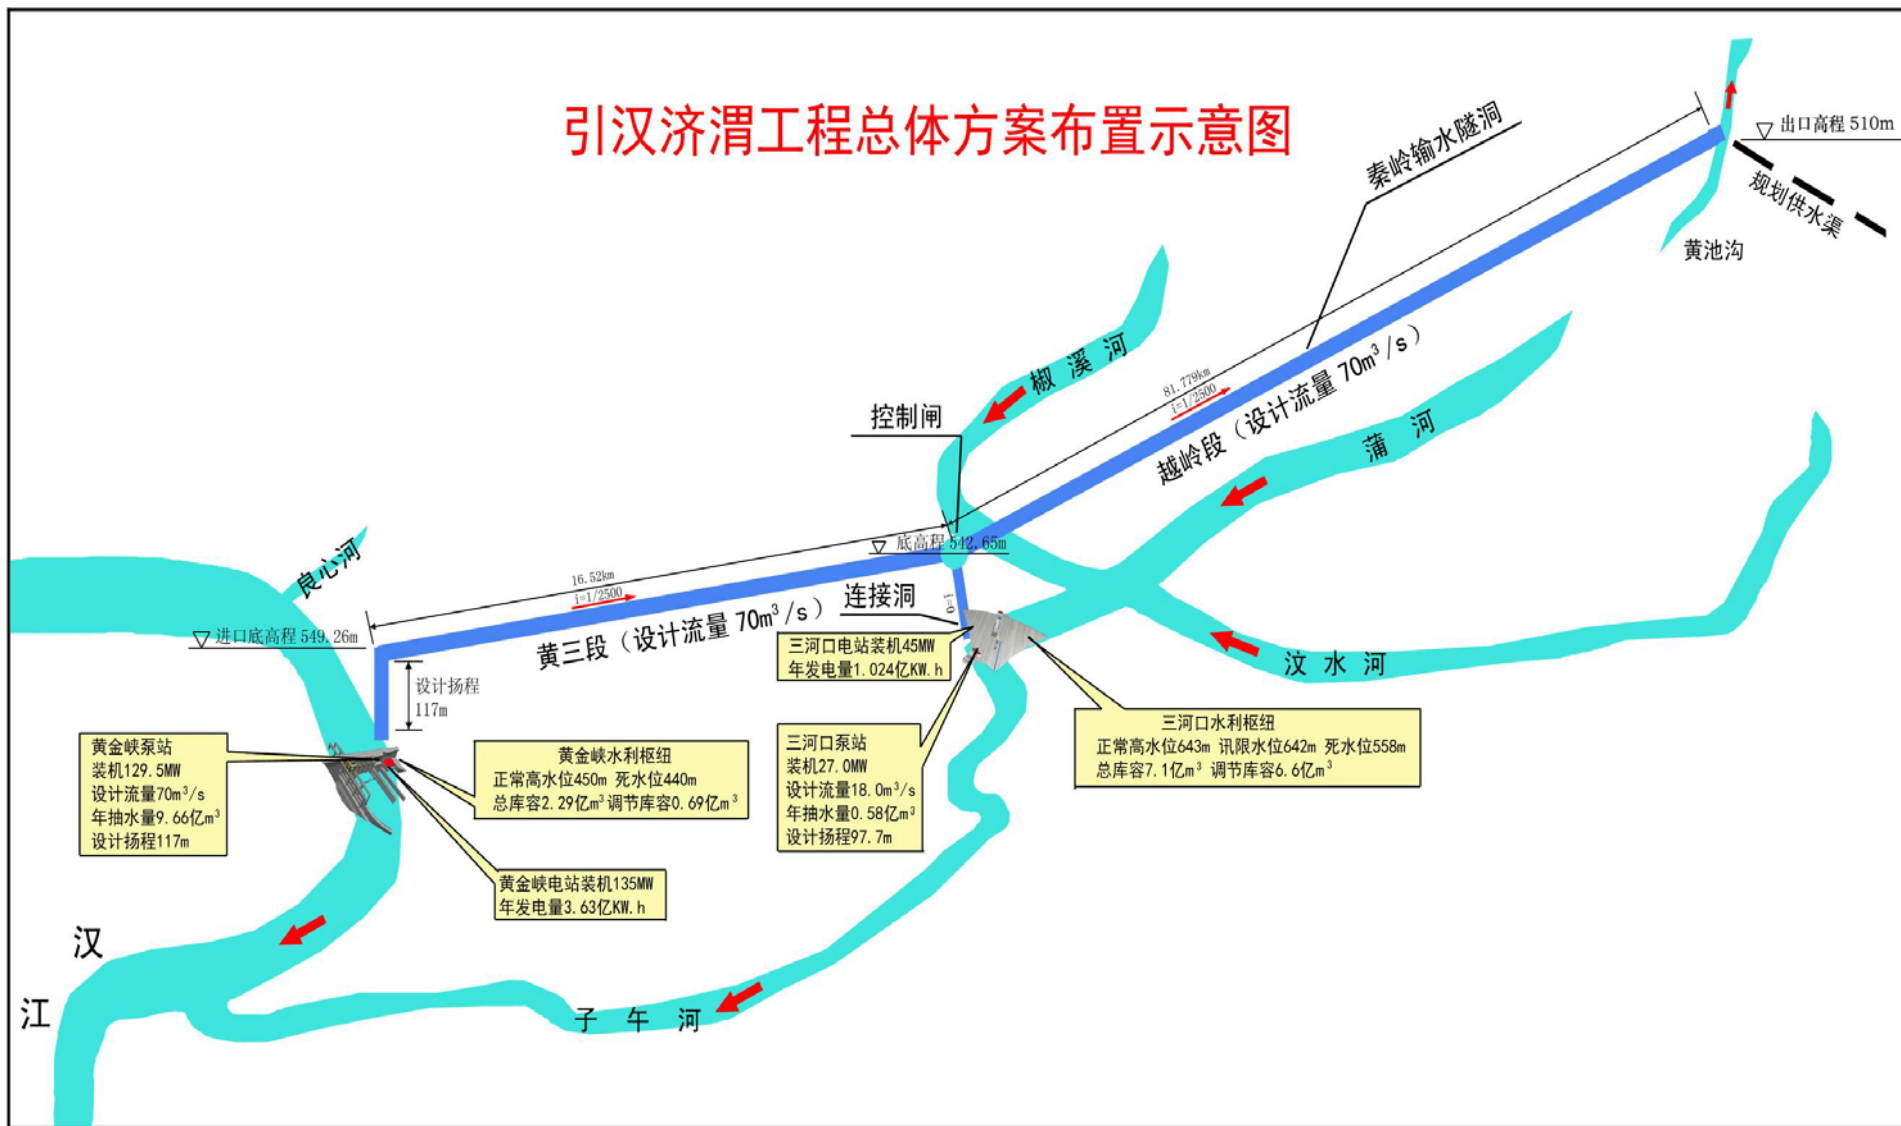 引汉济渭工程总体方案布置示意图
出口高程 510m
秦岭输水隧洞
规划供水渠
黄池沟
椒溪河
81.779km
i=1/2500
越岭段（设计流量 70m³/s）
控制闸
蒲河
底高程 542.65m
良心河
16.52km
i=1/2500
黄三段（设计流量 70m³/s）
连接洞
i=0
进口底高程 549.26m
设计扬程
117m
三河口电站装机45MW
年发电量1.024亿KW.h
汶水河
黄金峡泵站
装机129.5MW
设计流量70m³/s
年抽水量9.66亿m³
设计扬程117m
黄金峡水利枢纽
正常高水位450m 死水位440m
总库容2.29亿m³ 调节库容0.69亿m³
三河口泵站
装机27.0MW
设计流量18.0m³/s
年抽水量0.58亿m³
设计扬程97.7m
三河口水利枢纽
正常高水位643m 讯限水位642m 死水位558m
总库容7.1亿m³ 调节库容6.6亿m³
黄金峡电站装机135MW
年发电量3.63亿KW.h
汉
江
子午河